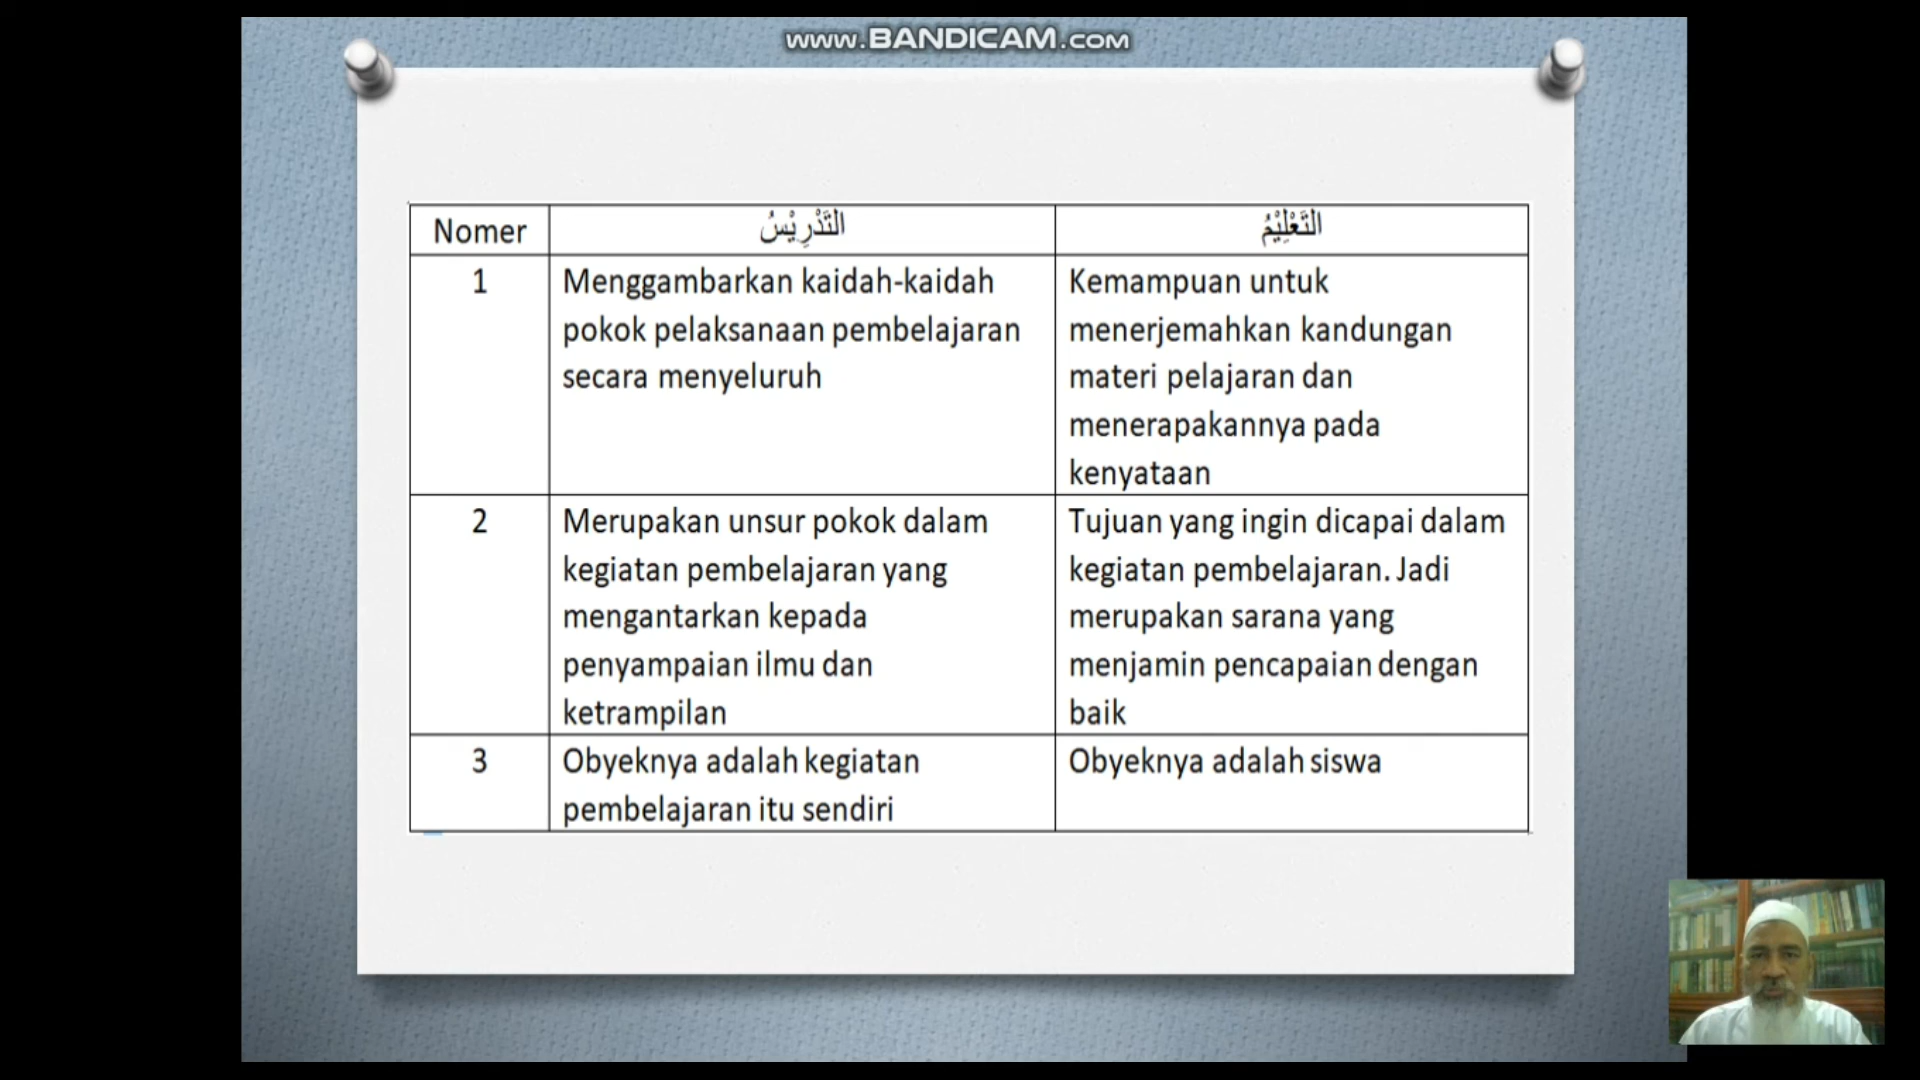 www.BANDICAM.com
Nomer
التَدْرِيْسُ
التَعْلِيْمُ
1
Menggambarkan kaidah-kaidah
pokok pelaksanaan pembelajaran
secara menyeluruh
Kemampuan untuk
menerjemahkan kandungan
materi pelajaran dan
menerapakannya pada
kenyataan
2
Merupakan unsur pokok dalam
kegiatan pembelajaran yang
mengantarkan kepada
penyampaian ilmu dan
ketrampilan
Tujuan yang ingin dicapai dalam
kegiatan pembelajaran. Jadi
merupakan sarana yang
menjamin pencapaian dengan
baik
3
Obyeknya adalah kegiatan
pembelajaran itu sendiri
Obyeknya adalah siswa